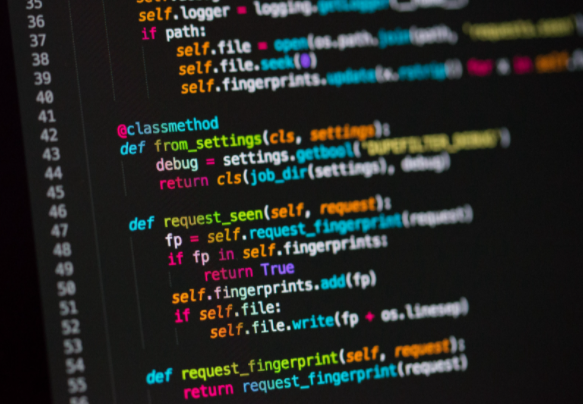 35
36 self.logger = logging.getLogger(
37 if path:
38 self.file = open(os.path.join(path, 'requests.seen'
39 self.file.seek(0)
40 self.fingerprints.update(x.rstrip() for x in self.
41
42 @classmethod
43 def from_settings(cls, settings):
44 debug = settings.getbool('DUPEFILTER_DEBUG')
45 return cls(job_dir(settings), debug)
46
47 def request_seen(self, request):
48 fp = self.request_fingerprint(request)
49 if fp in self.fingerprints:
50 return True
51 self.fingerprints.add(fp)
52 if self.file:
53 self.file.write(fp + os.linesep)
54
55 def request_fingerprint(self, request):
56 return request_fingerprint(request)